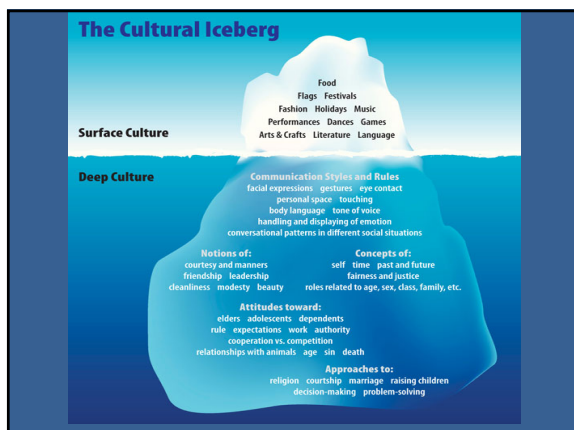 The Cultural Iceberg
Food
Flags Festivals
Fashion Holidays Music
Performances Dances Games
Arts & Crafts Literature Language
Surface Culture
Deep Culture
Communication Styles and Rules
facial expressions gestures eye contact
personal space touching
body language tone of voice
handling and displaying of emotion
conversational patterns in different social situations
Notions of:
courtesy and manners
friendship leadership
cleanliness modesty beauty
Concepts of:
self time past and future
fairness and justice
roles related to age, sex, class, family, etc.
Attitudes toward:
elders adolescents dependents
rule expectations work authority
cooperation vs. competition
relationships with animals age sin death
Approaches to:
religion courtship marriage raising children
decision-making problem-solving